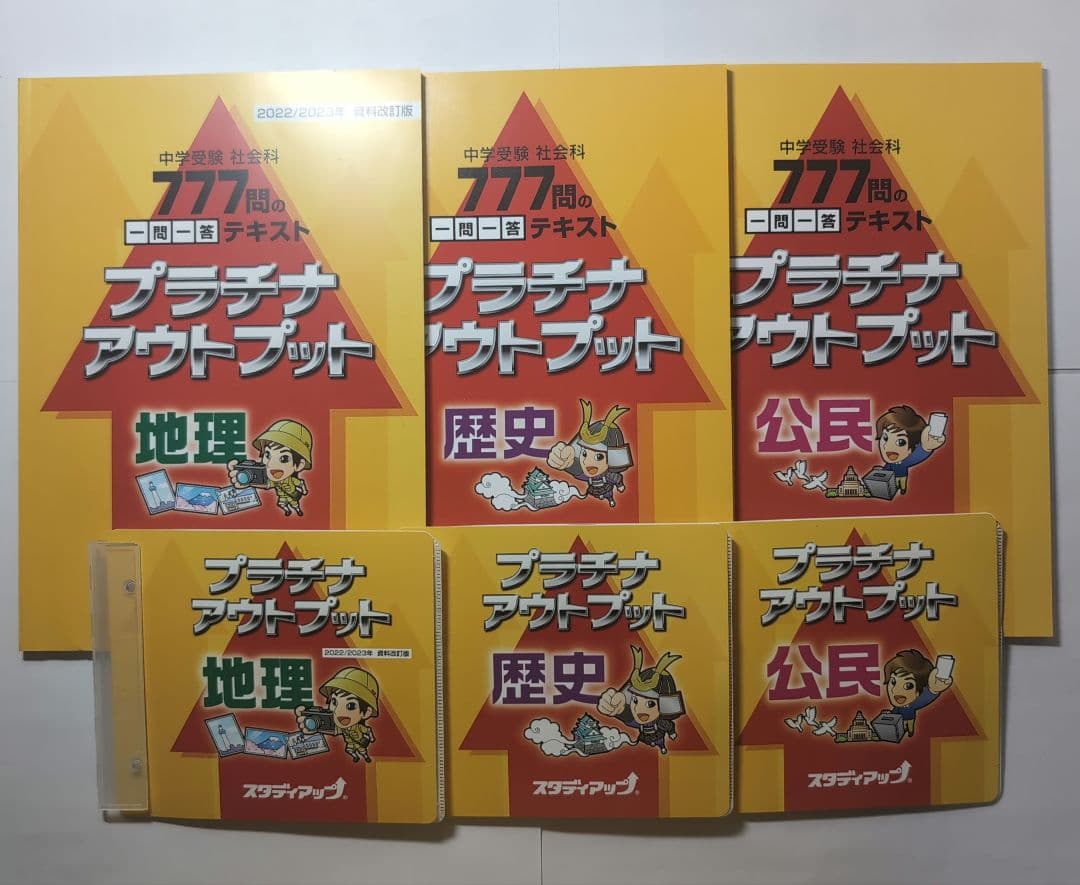 2022/2023年 資料改訂版
中学受験 社会科
777問の
一問一答 テキスト
プラチナ
アウトプット
地理
中学受験 社会科
777問の
一問一答 テキスト
プラチナ
アウトプット
歴史
中学受験 社会科
777問の
一問一答 テキスト
プラチナ
アウトプット
公民
プラチナ
アウトプット
2022/2023年 資料改訂版
地理
スタディアップ®
プラチナ
アウトプット
歴史
スタディアップ®
プラチナ
アウトプット
公民
スタディアップ®